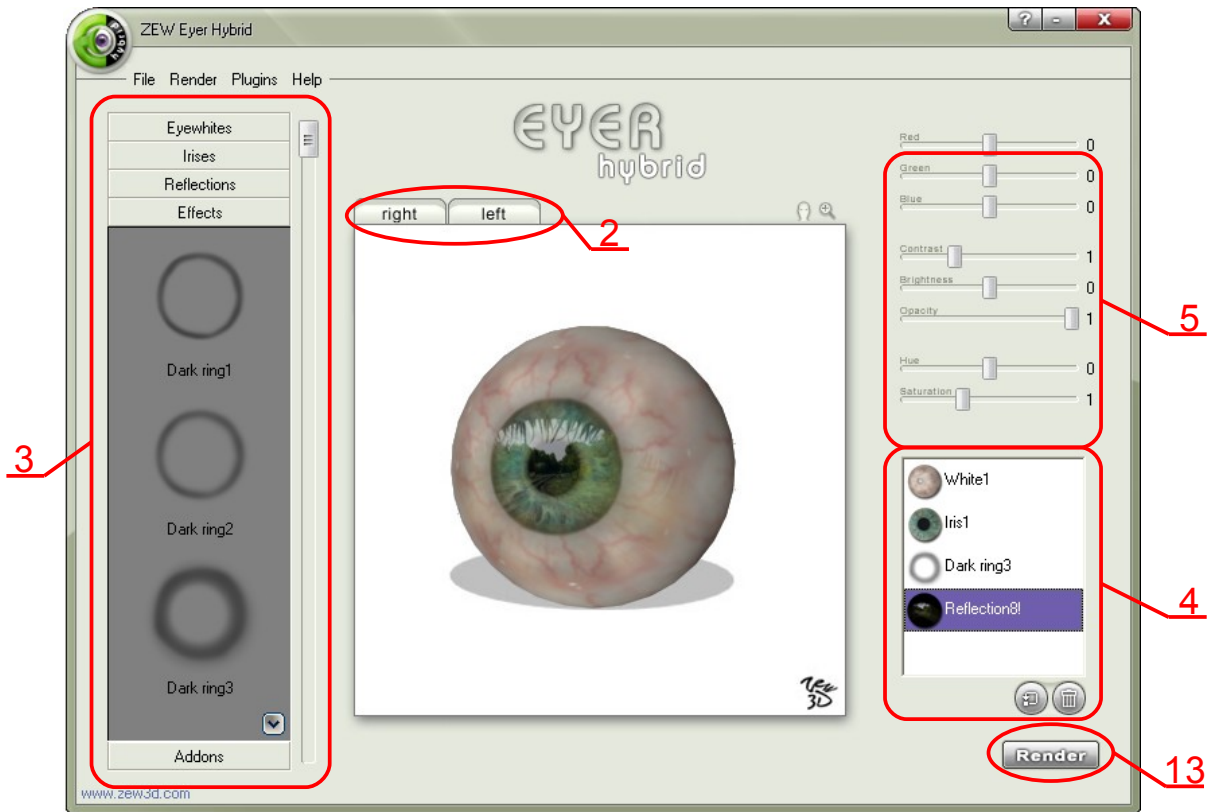 ZEW Eyer Hybrid
? - X
File Render Plugins Help
EYER
hybrid
Eyewhites
Irises
Reflections
Effects
Dark ring1
Dark ring2
Dark ring3
Addons
3
right left
2
ZEW
3D
Red 0
Green 0
Blue 0
Contrast 1
Brightness 0
Opacity 1
Hue 0
Saturation 1
5
White1
Iris1
Dark ring3
Reflection8!
4
Render
13
www.zew3d.com